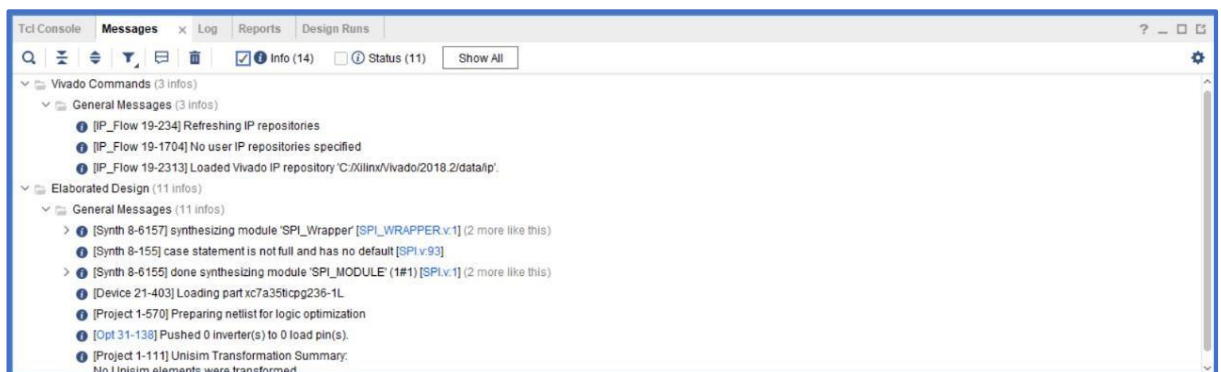 Tcl Console Messages × Log Reports Design Runs ? _
Info (14) Status (11) Show All
Vivado Commands (3 infos)
General Messages (3 infos)
[IP_Flow 19-234] Refreshing IP repositories
[IP_Flow 19-1704] No user IP repositories specified
[IP_Flow 19-2313] Loaded Vivado IP repository 'C:/Xilinx/Vivado/2018.2/data/ip'.
Elaborated Design (11 infos)
General Messages (11 infos)
[Synth 8-6157] synthesizing module 'SPI_Wrapper' [SPI_WRAPPER.v:1] (2 more like this)
[Synth 8-155] case statement is not full and has no default [SPI.v:93]
[Synth 8-6155] done synthesizing module 'SPI_MODULE' (1#1) [SPI.v:1] (2 more like this)
[Device 21-403] Loading part xc7a35ticpg236-1L
[Project 1-570] Preparing netlist for logic optimization
[Opt 31-138] Pushed 0 inverter(s) to 0 load pin(s).
[Project 1-111] Unisim Transformation Summary:
No Unisim elements were transformed